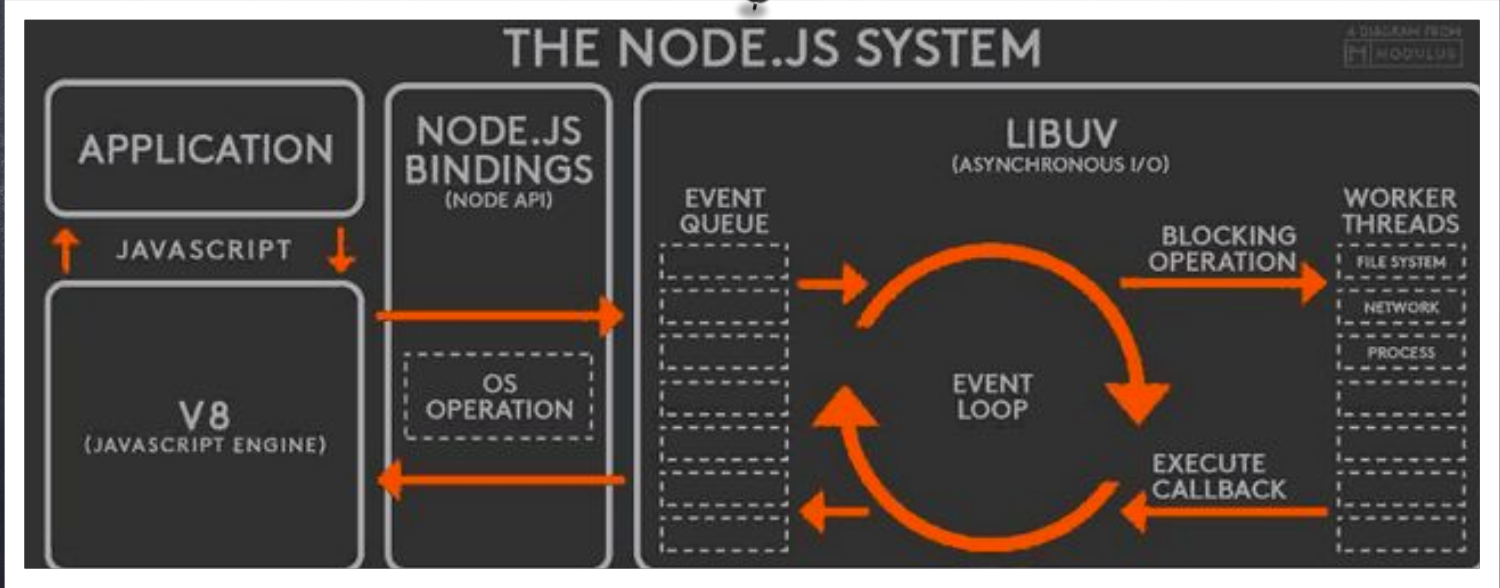 THE NODE.JS SYSTEM
A DIAGRAM FROM
MODULUS
APPLICATION
JAVASCRIPT
V8
(JAVASCRIPT ENGINE)
NODE.JS
BINDINGS
(NODE API)
OS
OPERATION
LIBUV
(ASYNCHRONOUS I/O)
EVENT
QUEUE
EVENT
LOOP
BLOCKING
OPERATION
EXECUTE
CALLBACK
WORKER
THREADS
FILE SYSTEM
NETWORK
PROCESS